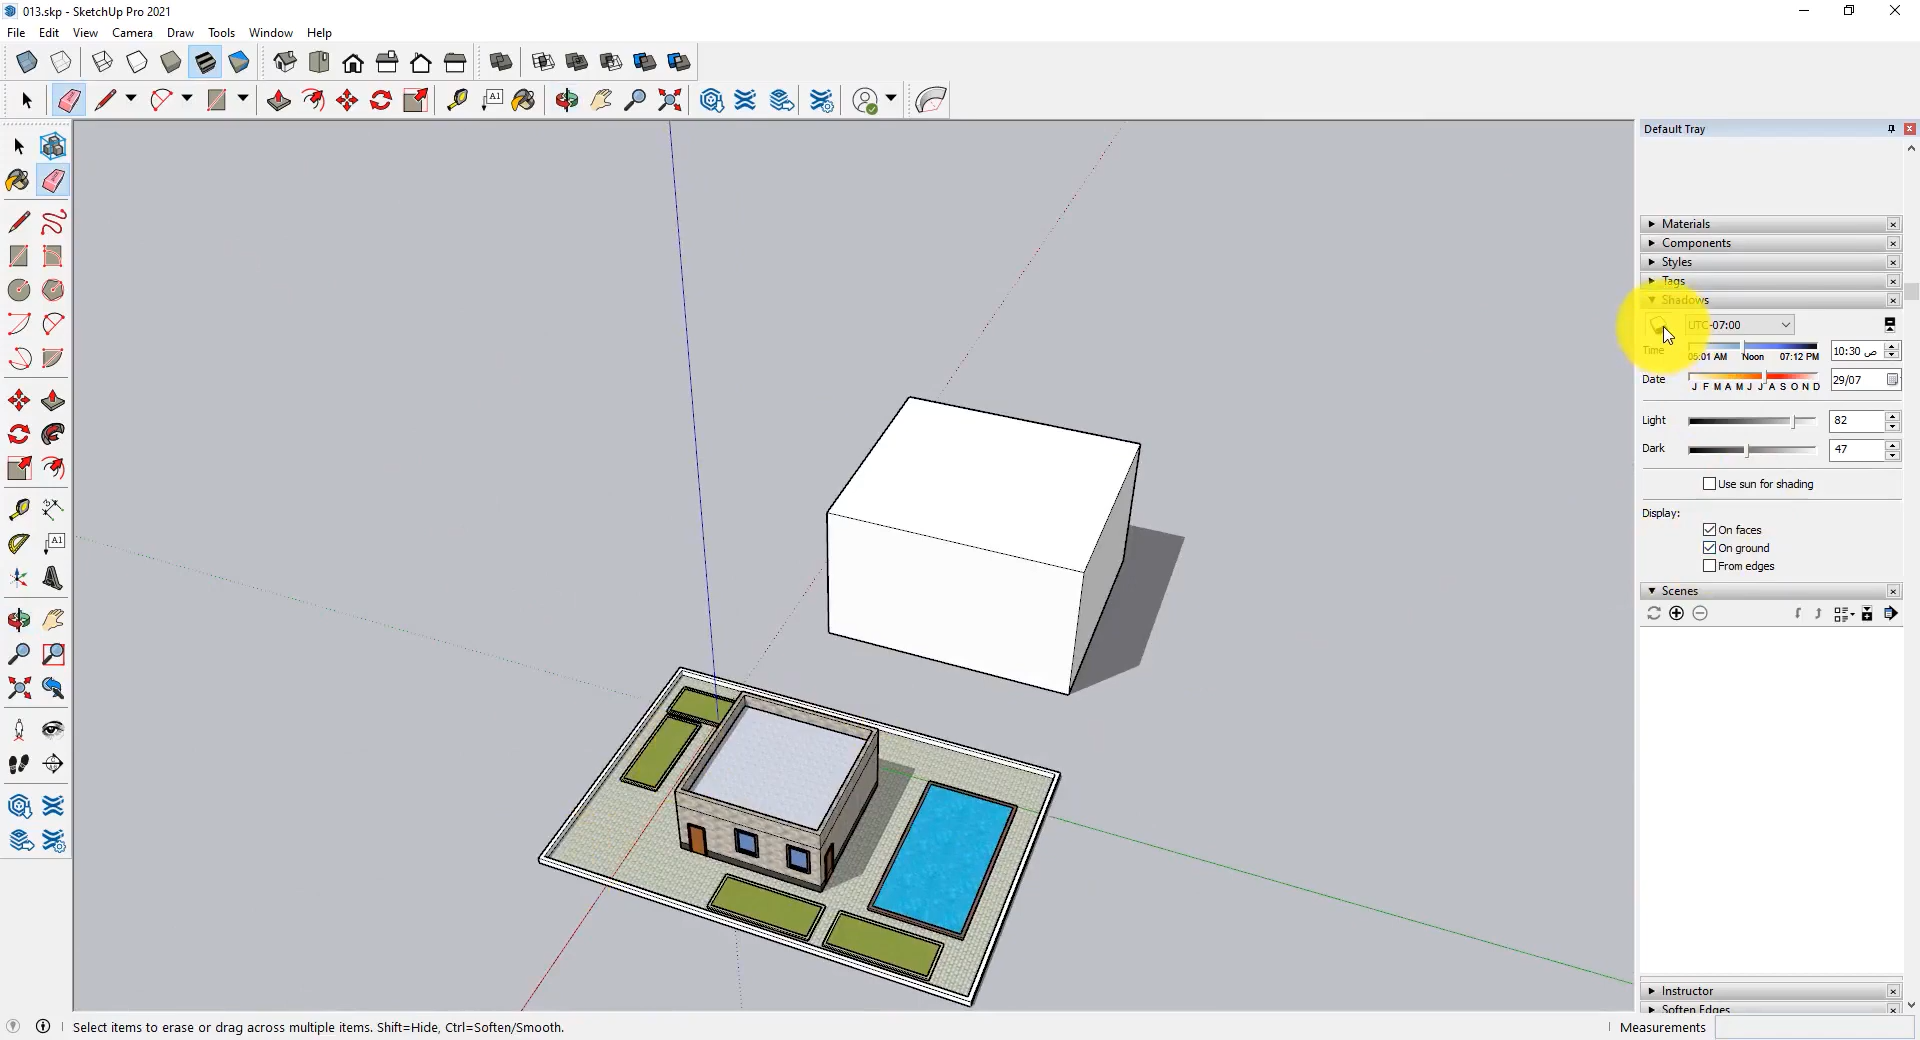 013.skp - SketchUp Pro 2021
File Edit View Camera Draw Tools Window Help
A1
Default Tray
Materials
Components
Styles
Tags
Shadows
UTC-07:00
Time 05:01 AM Noon 07:12 PM 10:30 ص
Date J F M A M J J A S O N D 29/07
Light 82
Dark 47
Use sun for shading
Display:
On faces
On ground
From edges
Scenes
A1
Instructor
Soften Edges
Select items to erase or drag across multiple items. Shift=Hide, Ctrl=Soften/Smooth.
Measurements